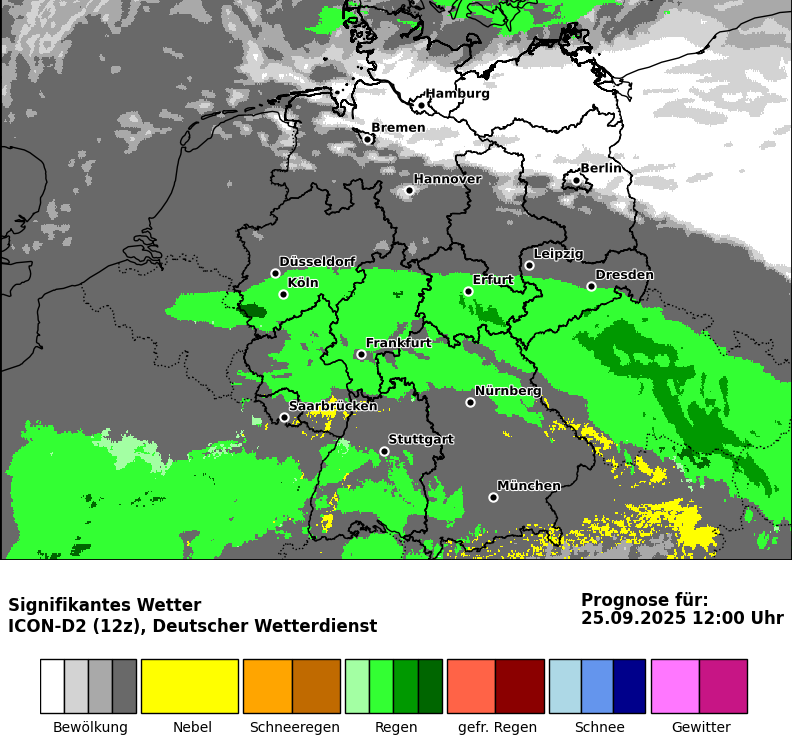 Hamburg
Bremen
Berlin
Hannover
Leipzig
Düsseldorf
Dresden
Köln
Erfurt
Frankfurt
Nürnberg
Saarbrücken
Stuttgart
München
Signifikantes Wetter
ICON-D2 (12z), Deutscher Wetterdienst
Prognose für:
25.09.2025 12:00 Uhr
Bewölkung
Nebel
Schneeregen
Regen
gefr. Regen
Schnee
Gewitter